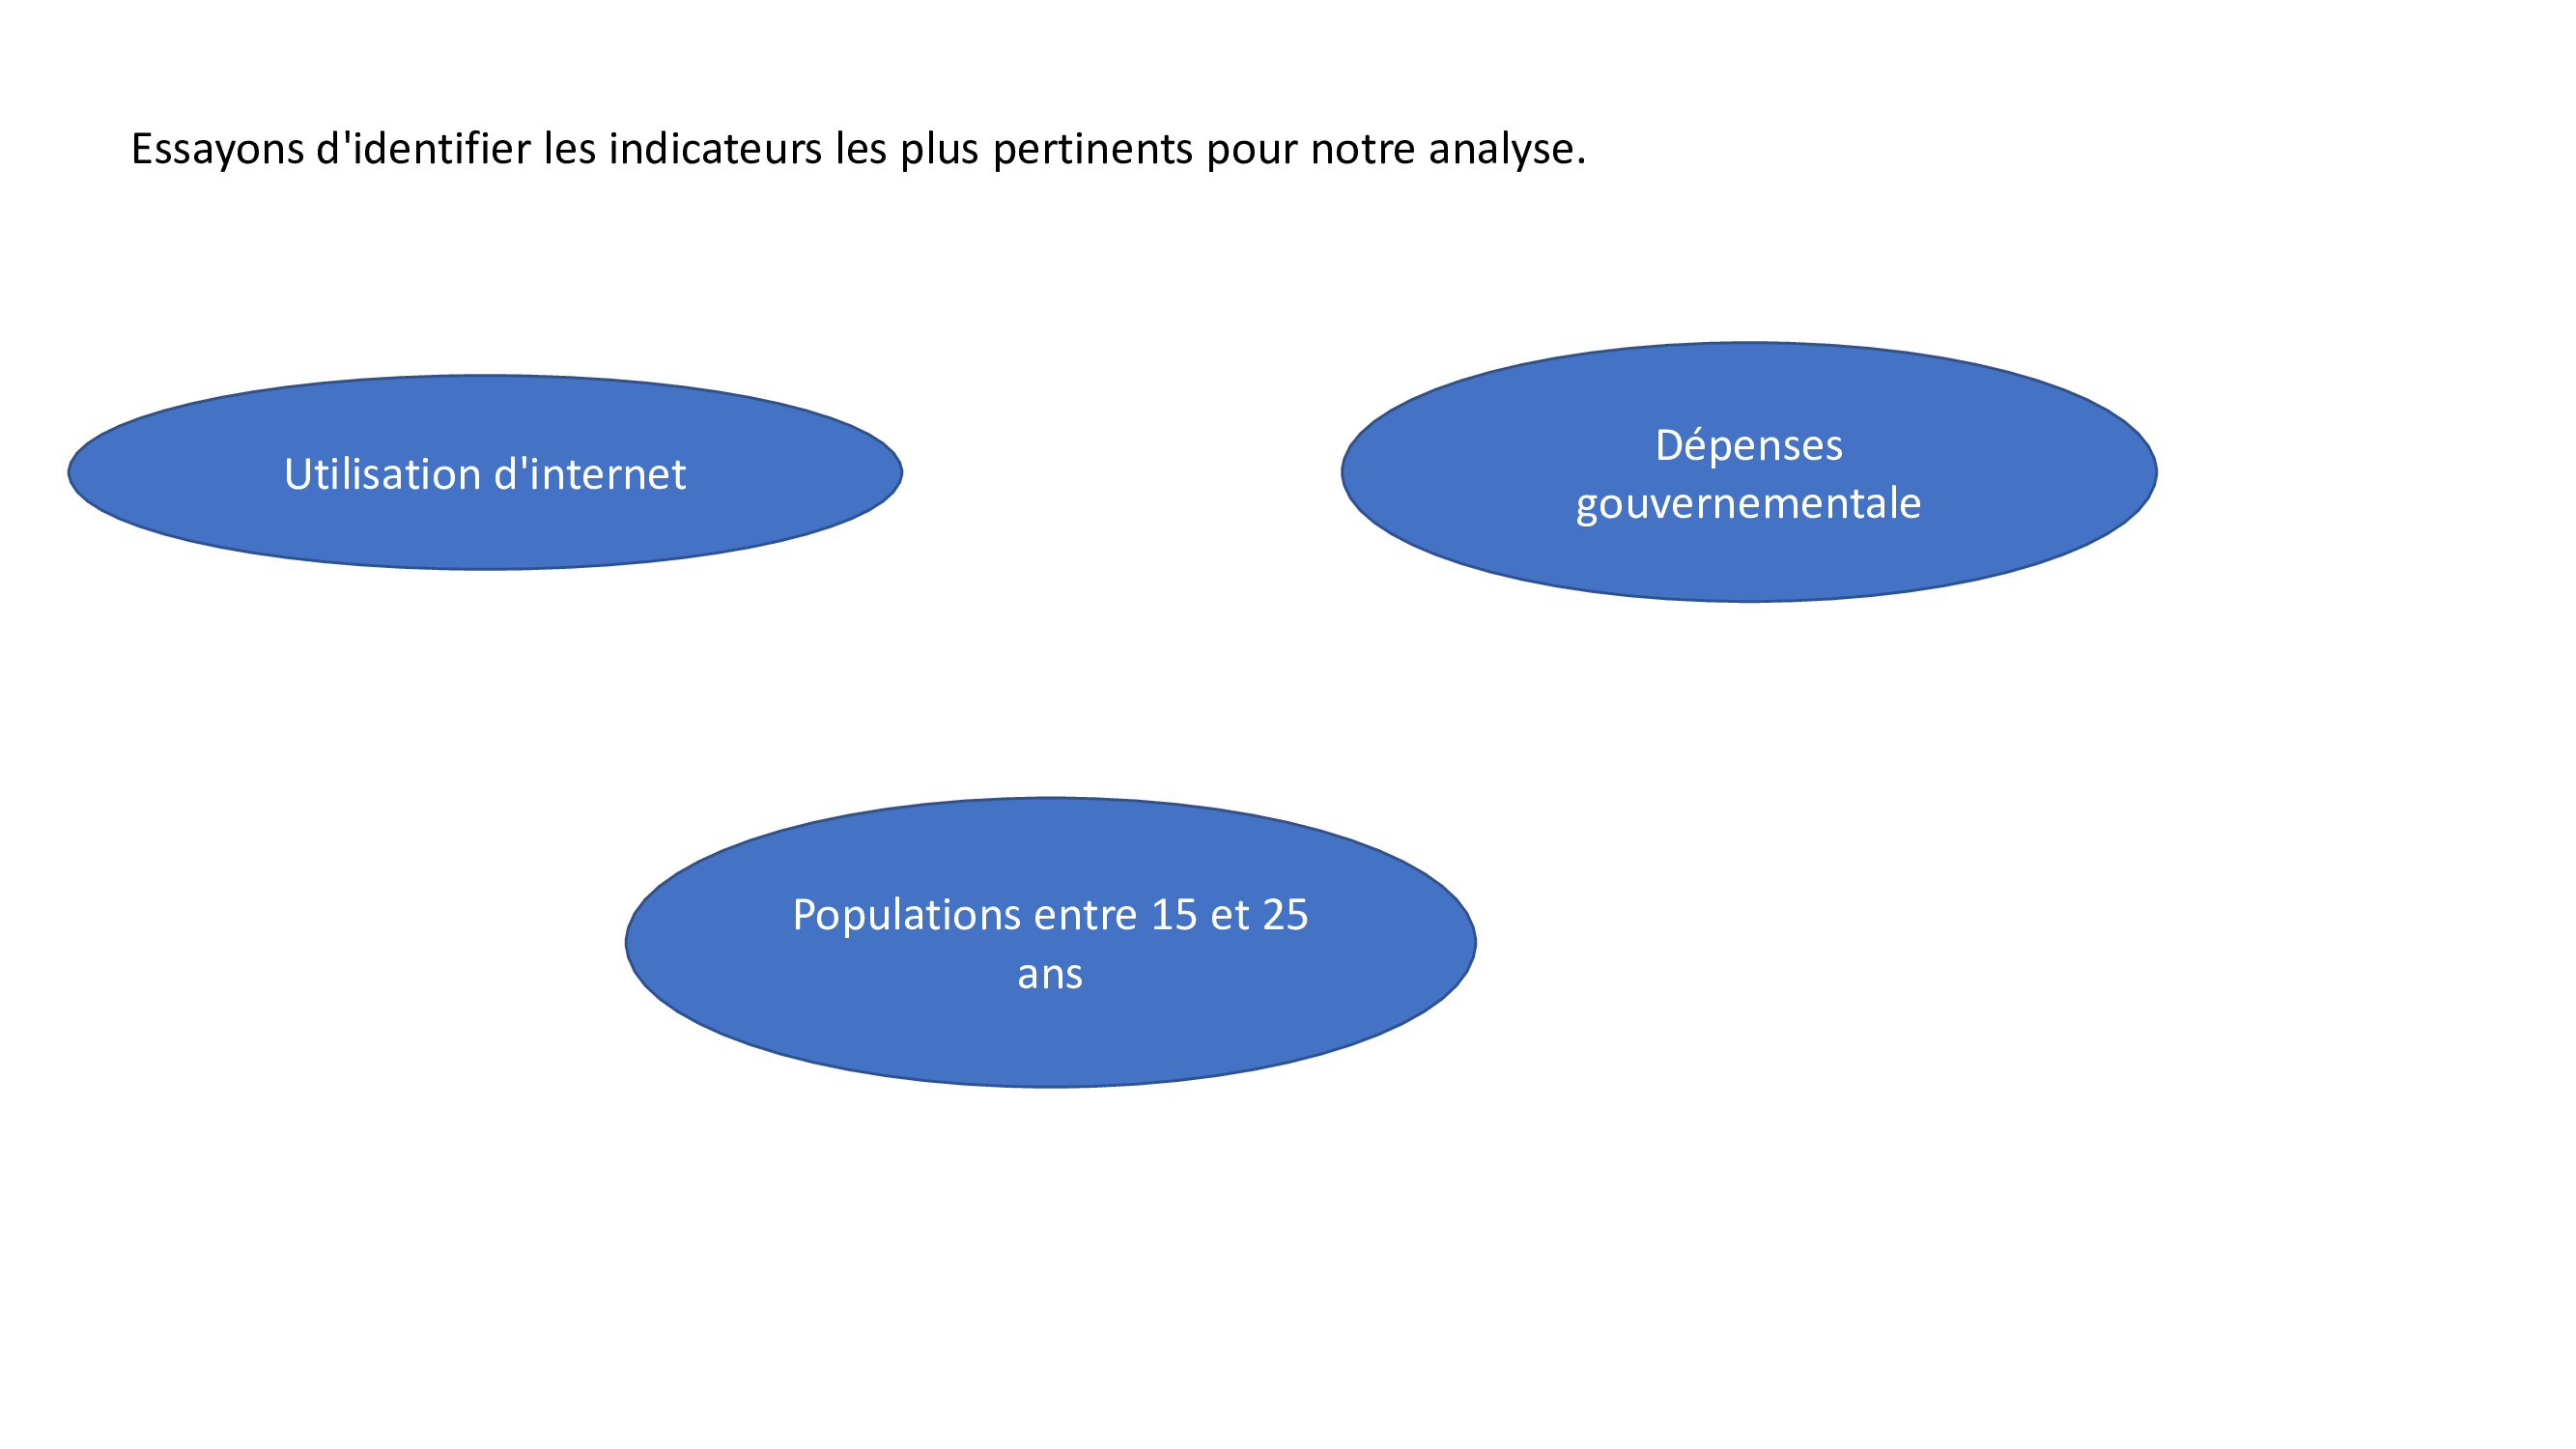 Essayons d'identifier les indicateurs les plus pertinents pour notre analyse.
Utilisation d'internet
Dépenses
gouvernementale
Populations entre 15 et 25
ans